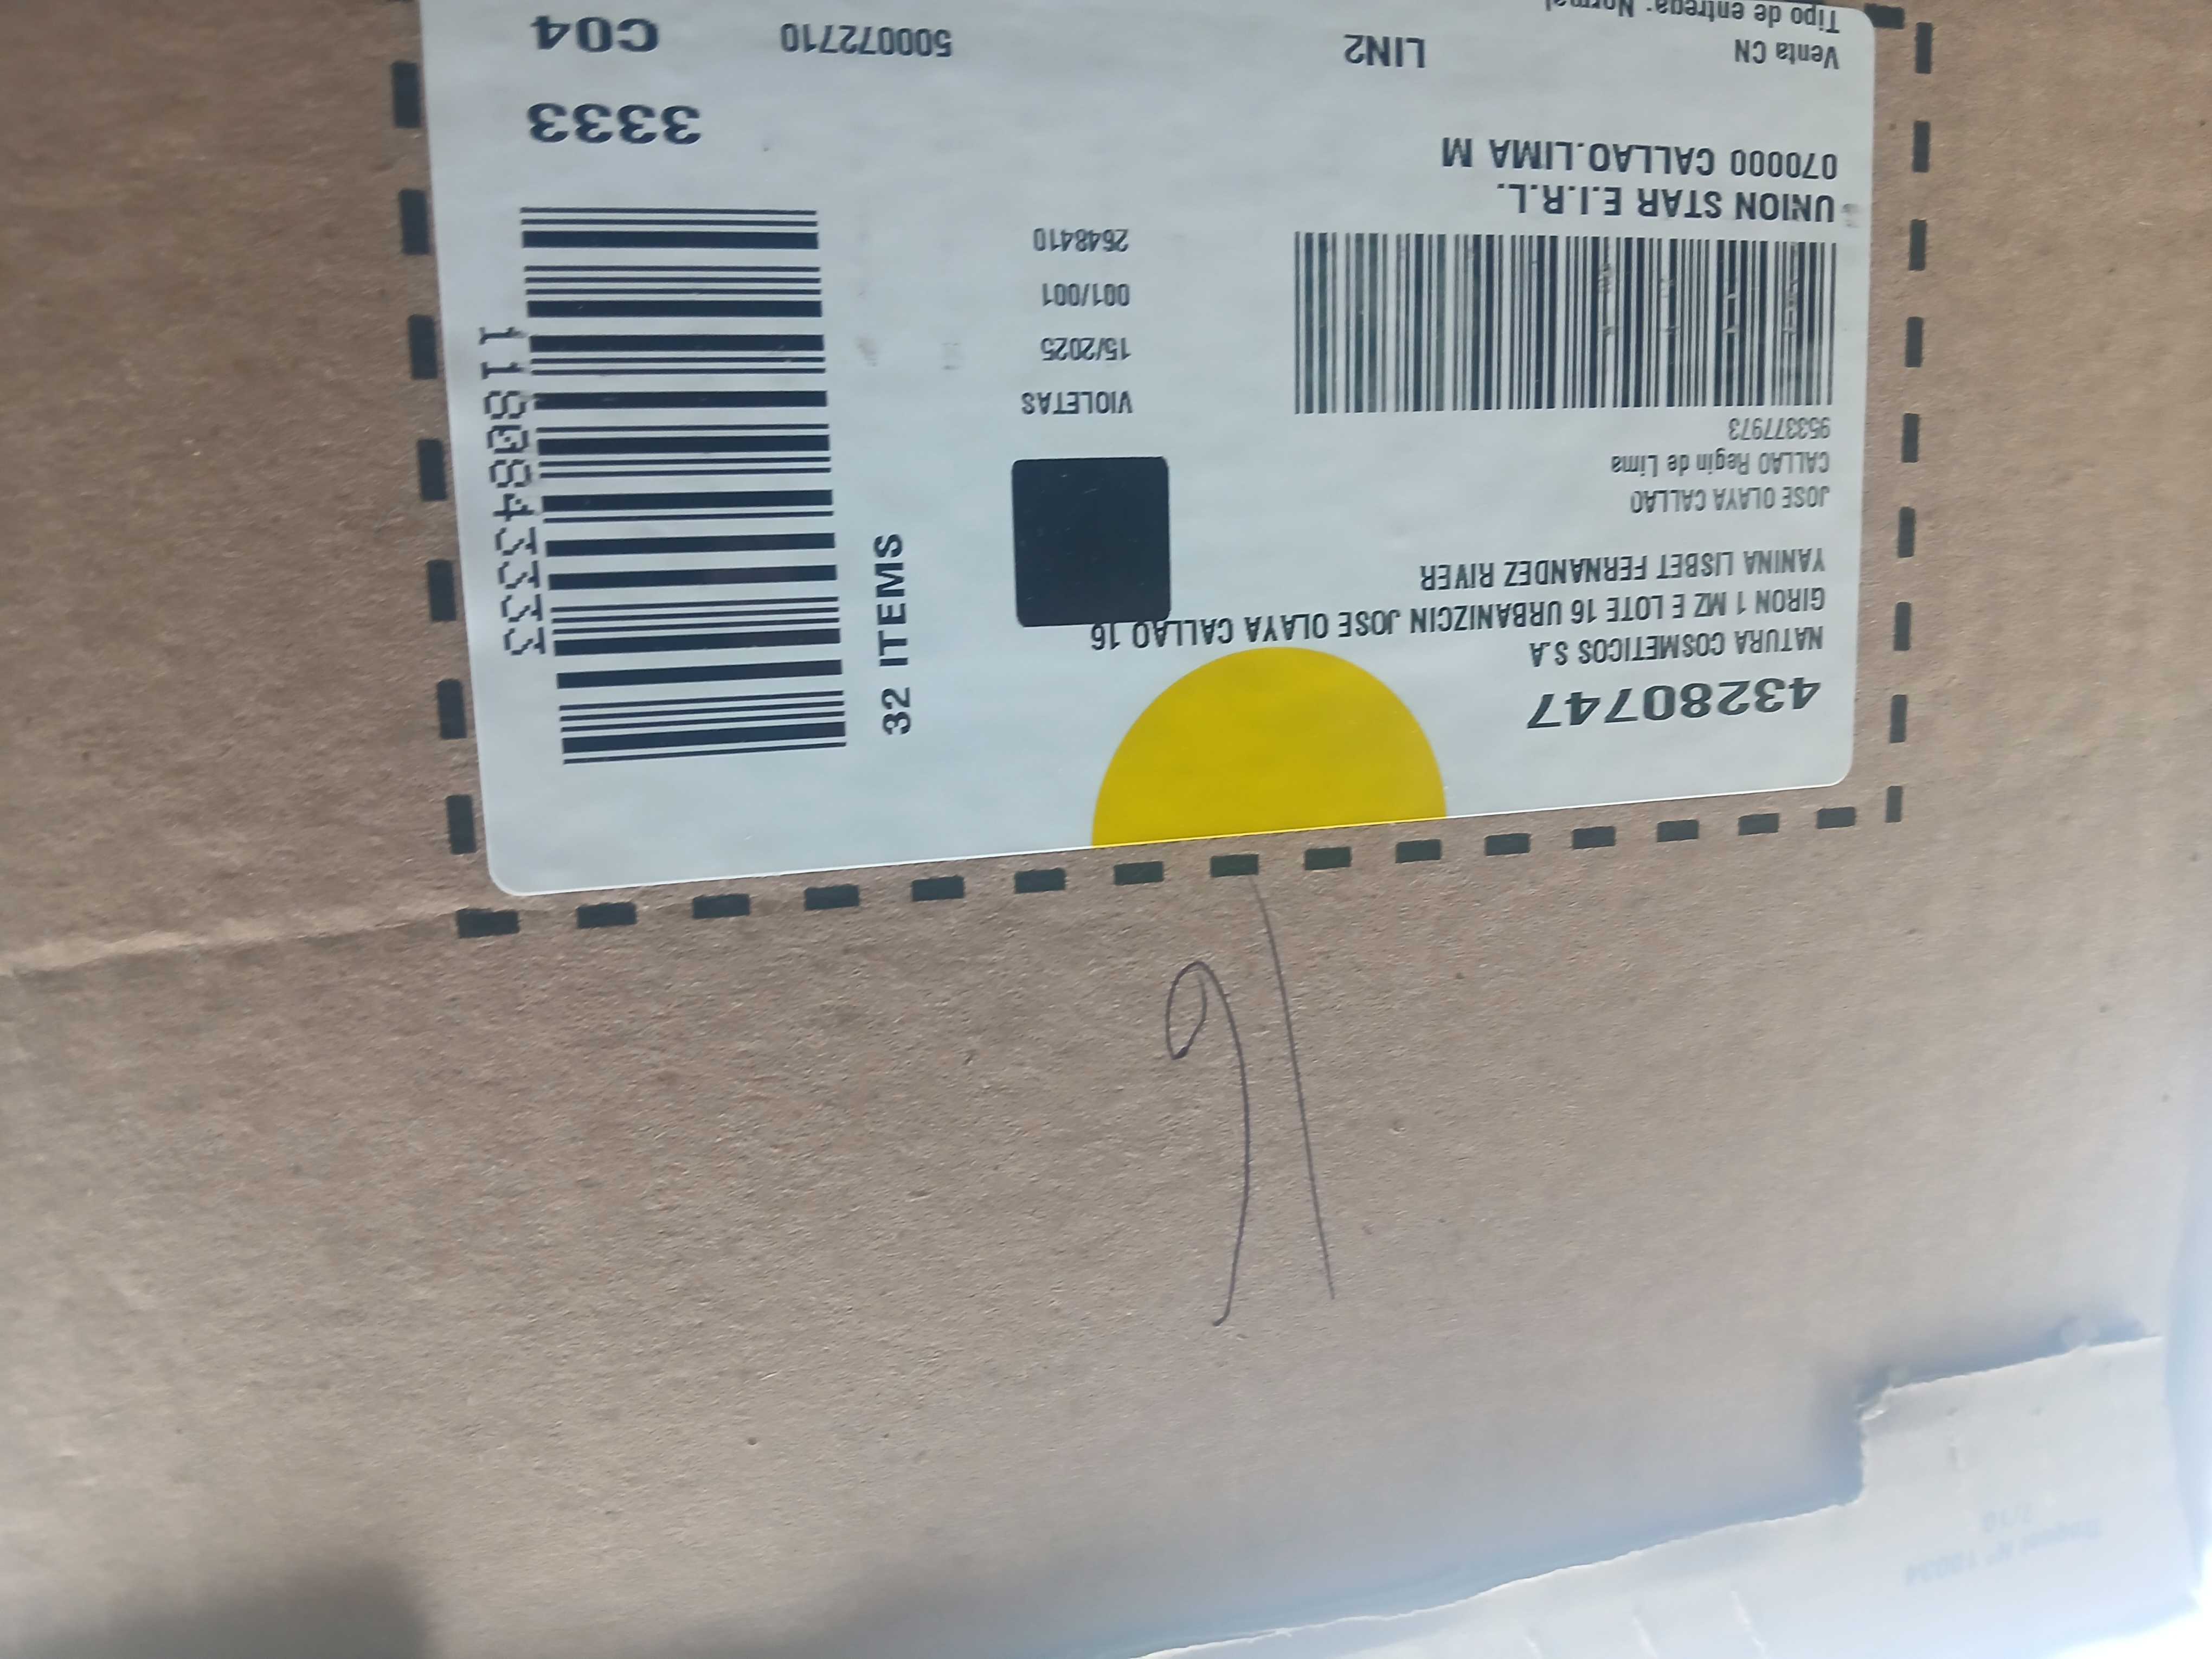 43280747
NATURA COSMETICOS S.A
GIRON 1 MZ E LOTE 16 URBANIZCIN JOSE OLAYA CALLAO 16
YANINA LISBET FERNANDEZ RIVER
JOSE OLAYA CALLAO
CALLAO Regin de Lima
953377973
UNION STAR E.I.R.L.
070000 CALLAO.LIMA M
Venta CN
LIN2
Tipo de entrega: Normal
VIOLETAS
15/2025
001/001
2648410
500072710
32 ITEMS
1180843333
3333
C04